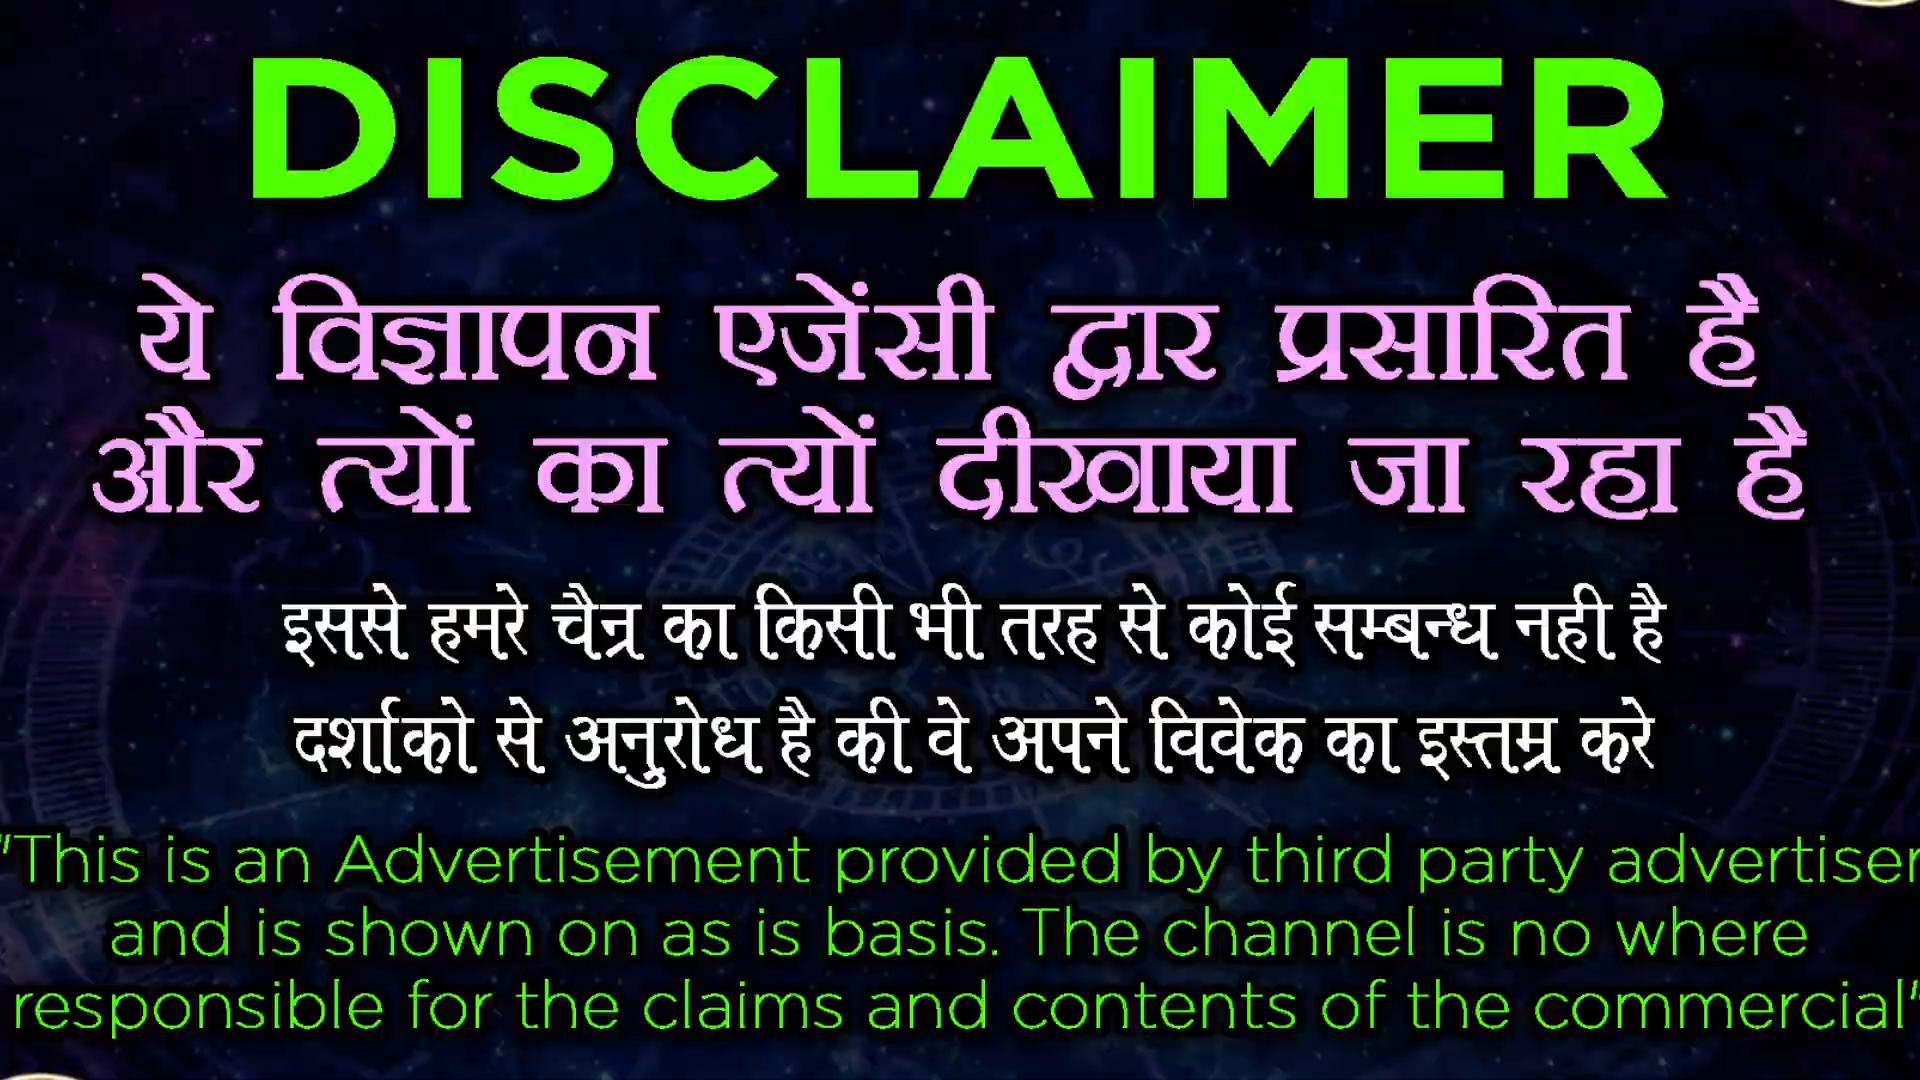 DISCLAIMER
ये विज्ञापन एजेंसी द्वार प्रसारित है
और त्यों का त्यों दीखाया जा रहा है
इससे हमरे चैन्र का किसी भी तरह से कोई सम्बन्ध नही है
दर्शाको से अनुरोध है की वे अपने विवेक का इस्तम्र करे
"This is an Advertisement provided by third party advertiser
and is shown on as is basis. The channel is no where
responsible for the claims and contents of the commercial"